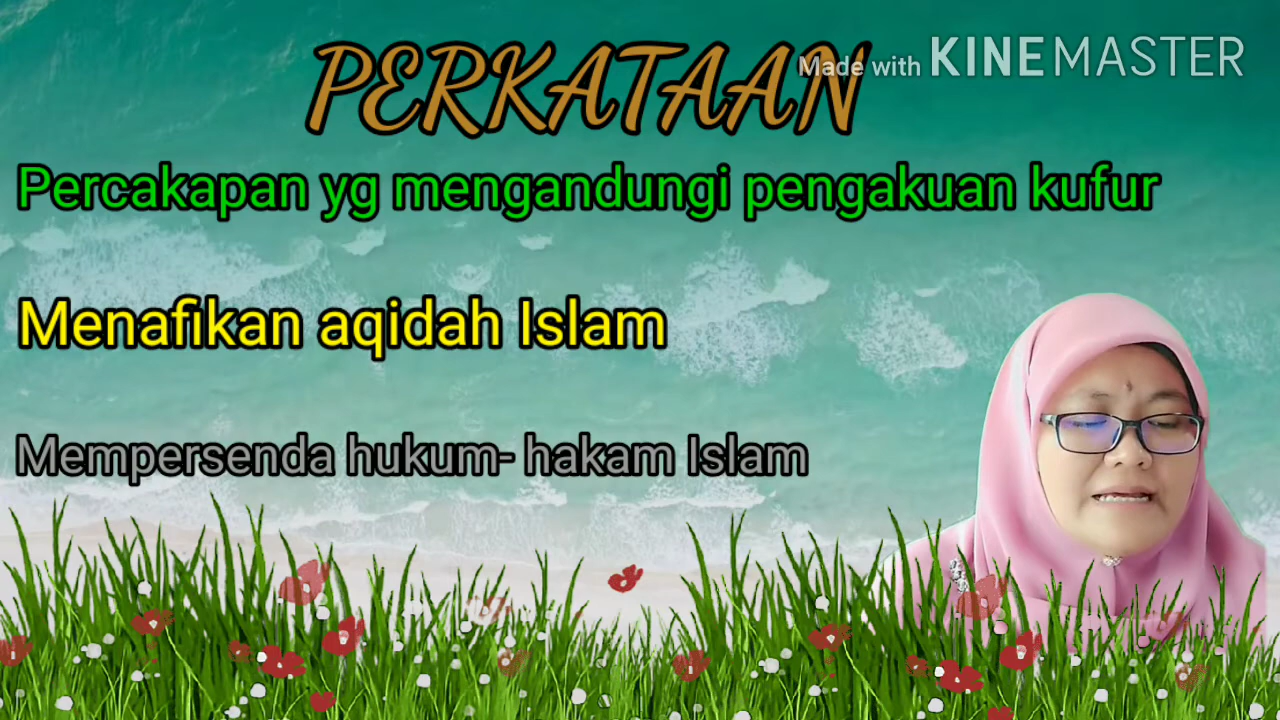 PERKATAAN
Made with KINEMASTER
Percakapan yg mengandungi pengakuan kufur
Menafikan aqidah Islam
Mempersenda hukum- hakam Islam